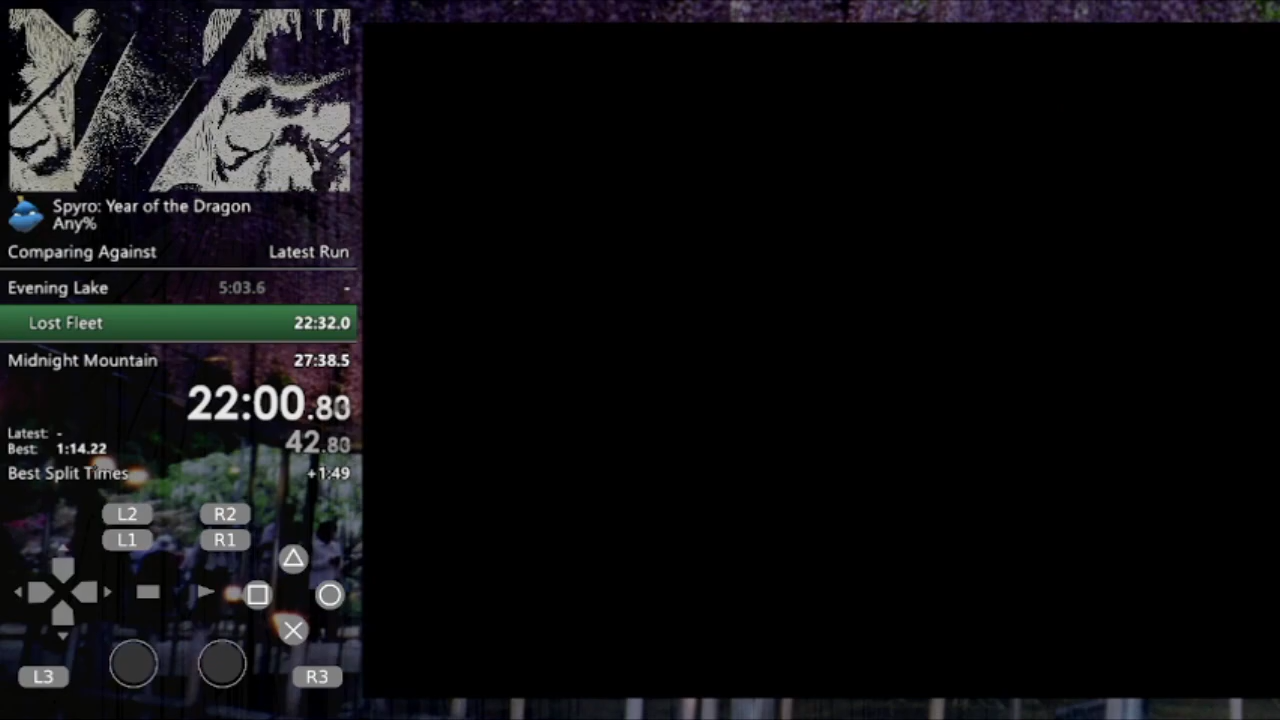 Spyro: Year of the Dragon
Any%
Comparing Against Latest Run
Evening Lake 5:03.6 -
Lost Fleet 22:32.0
Midnight Mountain 27:38.5
22:00.80
Latest: -
42.80
Best: 1:14.22
Best Split Times +1:49
L2 R2
L1 R1
L3 R3